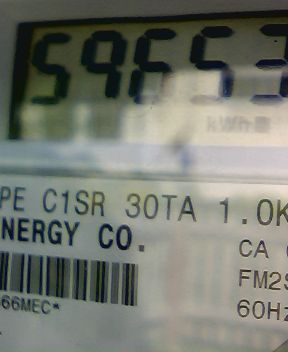 59653
kWh
PE C1SR 30TA 1.0K
NERGY CO.
CA
FM2S
60Hz
66MEC*